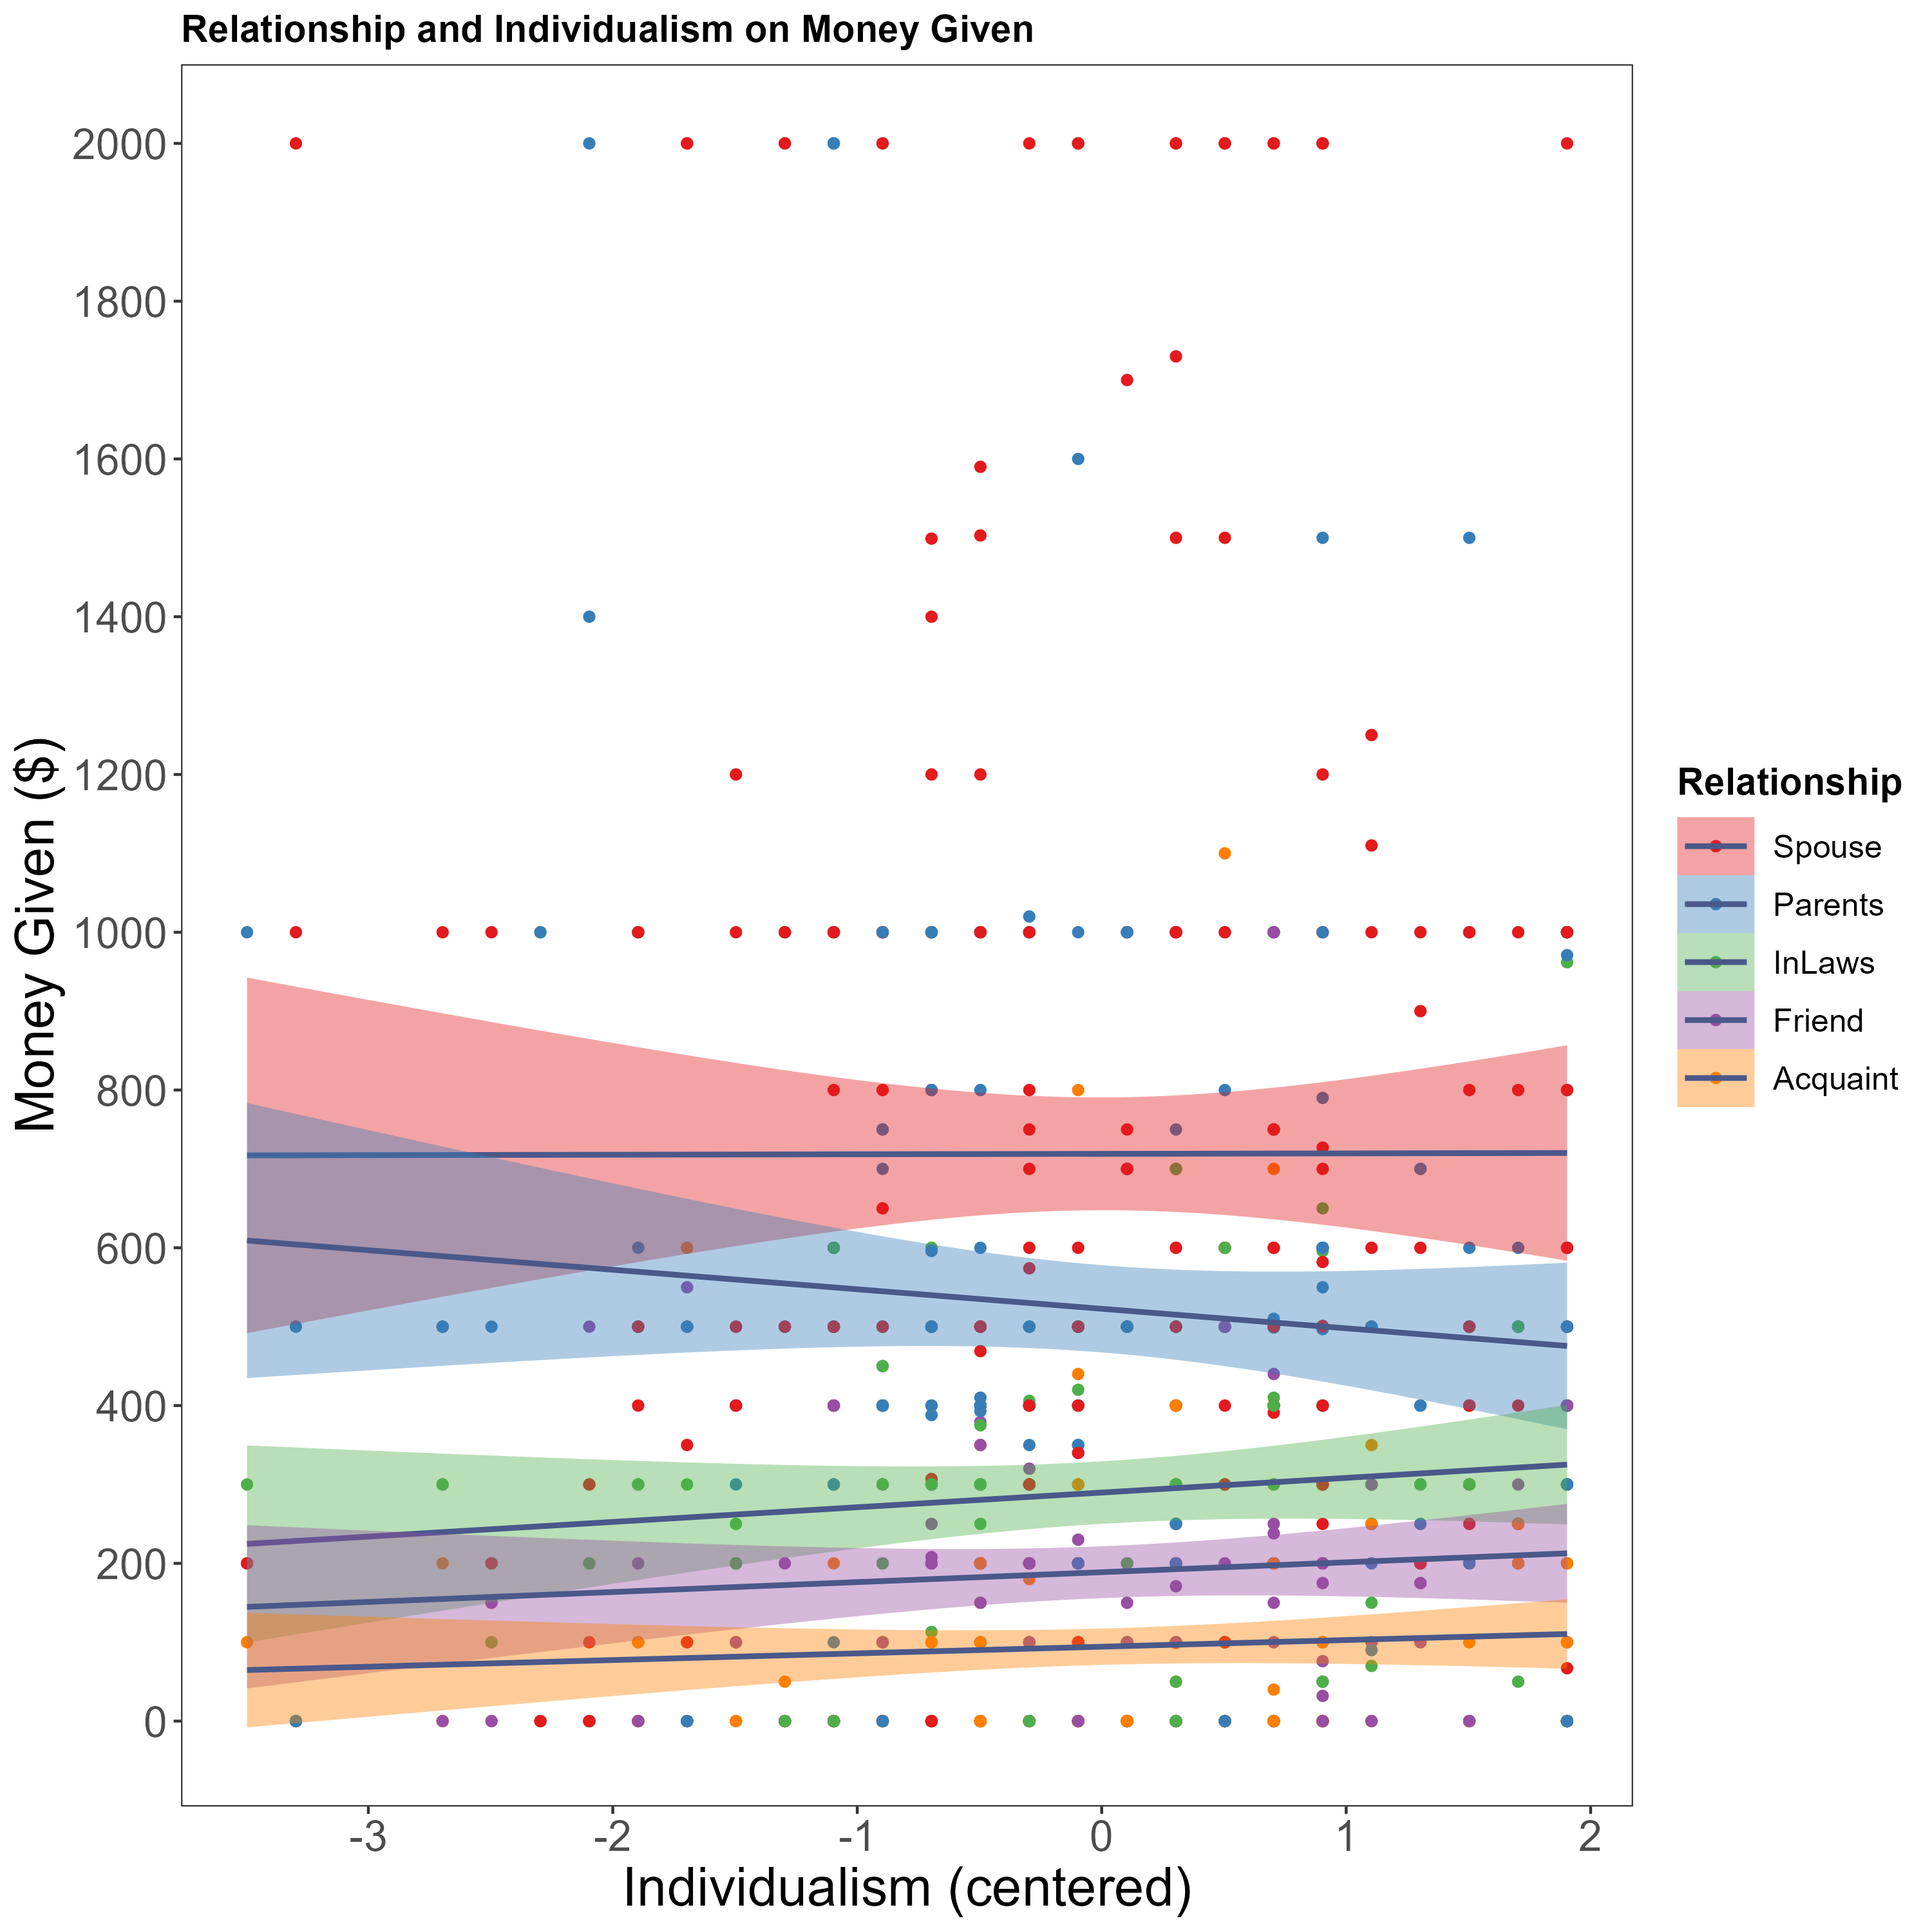 Relationship and Individualism on Money Given
Money Given ($)
2000
1800
1600
1400
1200
1000
800
600
400
200
0
-3
-2
-1
0
1
2
Individualism (centered)
Relationship
Spouse
Parents
InLaws
Friend
Acquaint